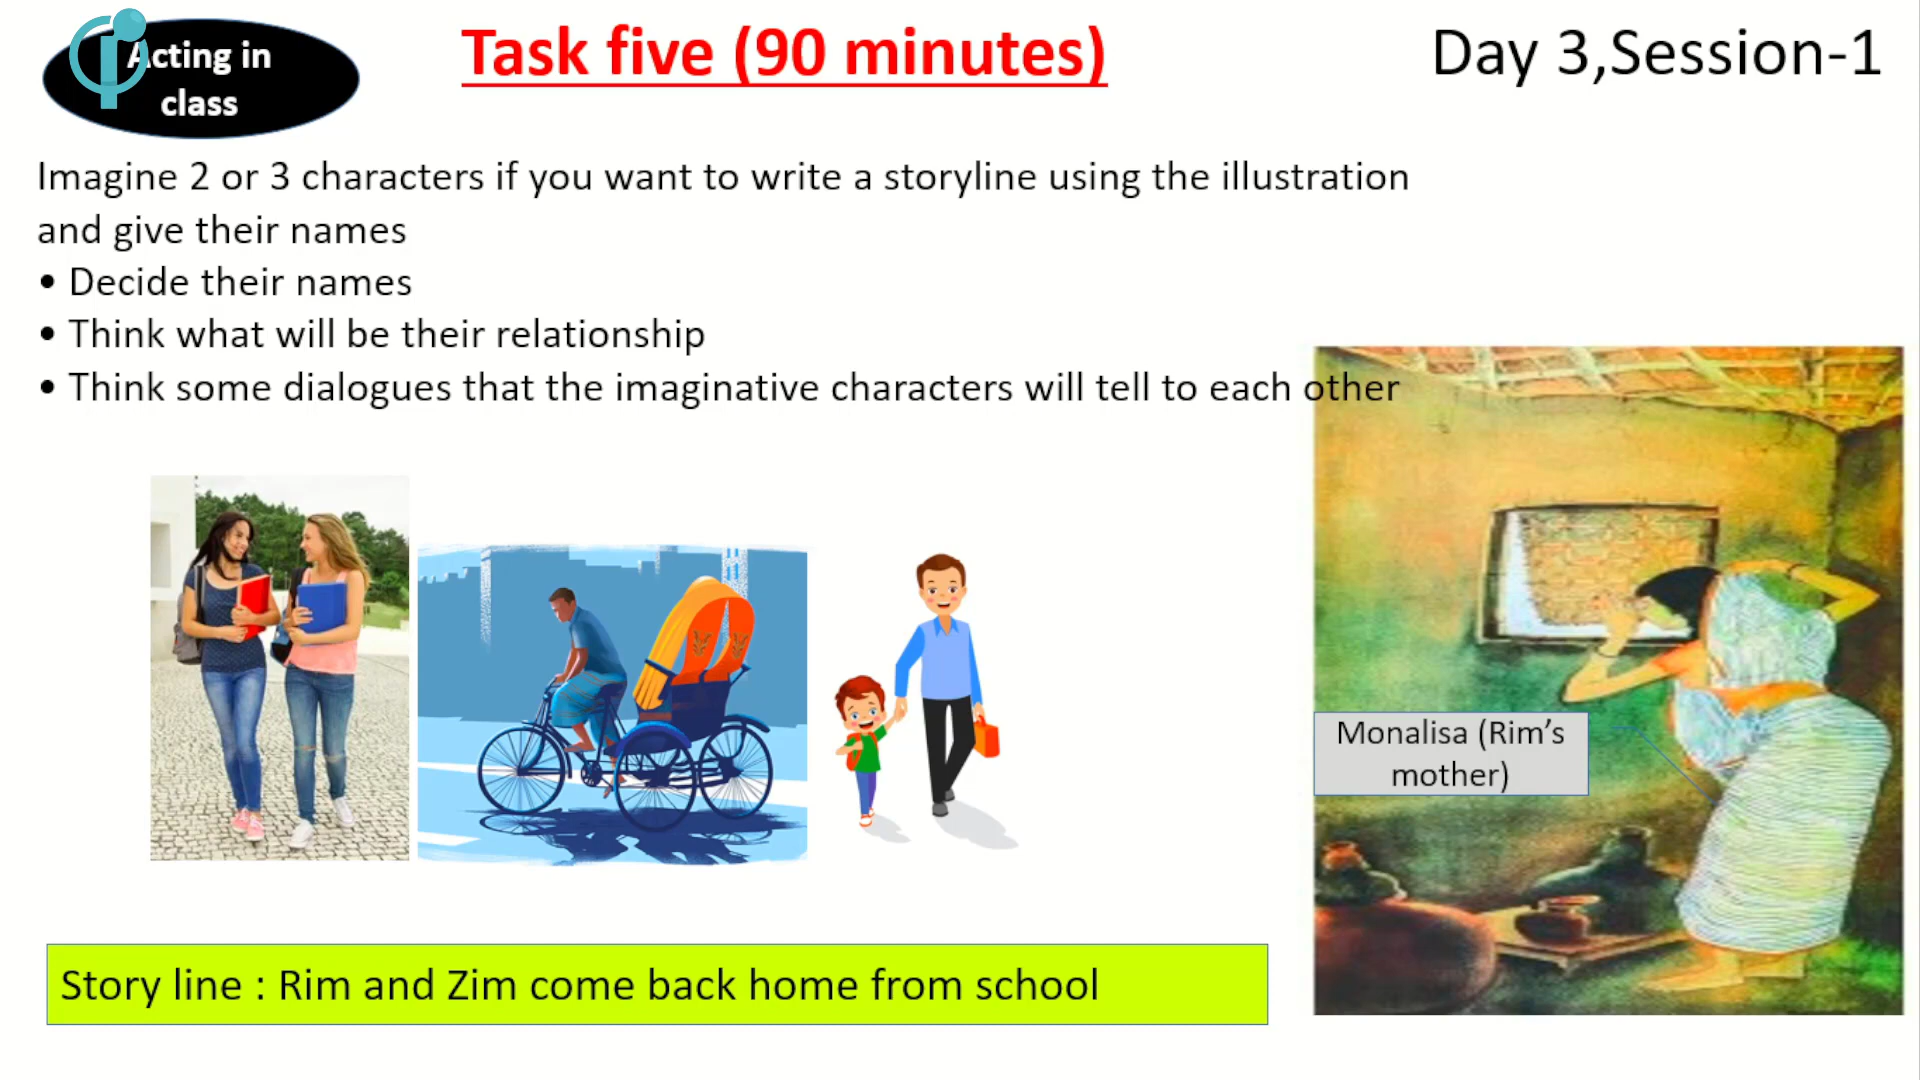 Acting in
class
Task five (90 minutes)
Day 3,Session-1
Imagine 2 or 3 characters if you want to write a storyline using the illustration
and give their names
• Decide their names
• Think what will be their relationship
• Think some dialogues that the imaginative characters will tell to each other
Monalisa (Rim’s
mother)
Story line : Rim and Zim come back home from school